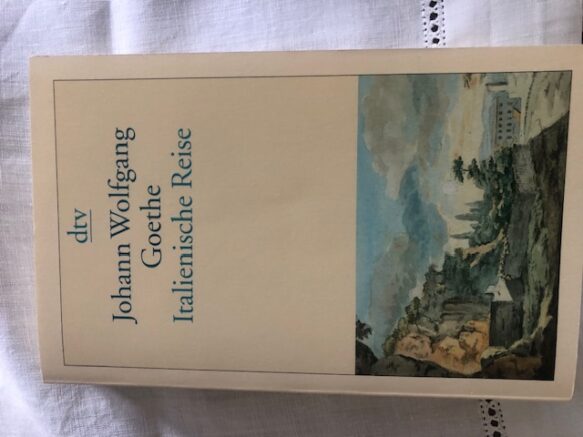 dtv
Johann Wolfgang
Goethe
Italienische Reise